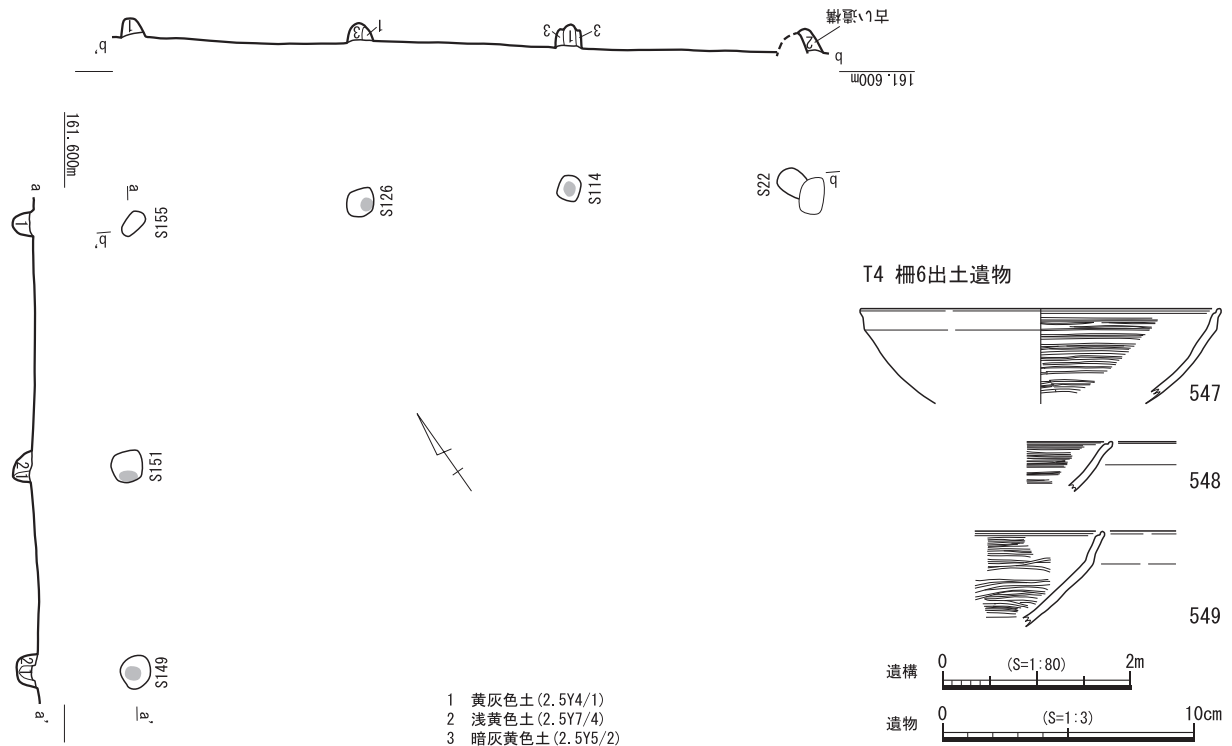 古い遺構
1
3
1
3
1
3
2
b'
b
161.600m
161.600m
a
1
a
b'
b
S155
S126
S114
S22
T4 柵6出土遺物
547
548
549
2
1
S151
2
1
S149
a'
a'
遺構 0 (S=1:80) 2m
遺物 0 (S=1:3) 10cm
1 黄灰色土(2.5Y4/1)
2 浅黄色土(2.5Y7/4)
3 暗灰黄色土(2.5Y5/2)